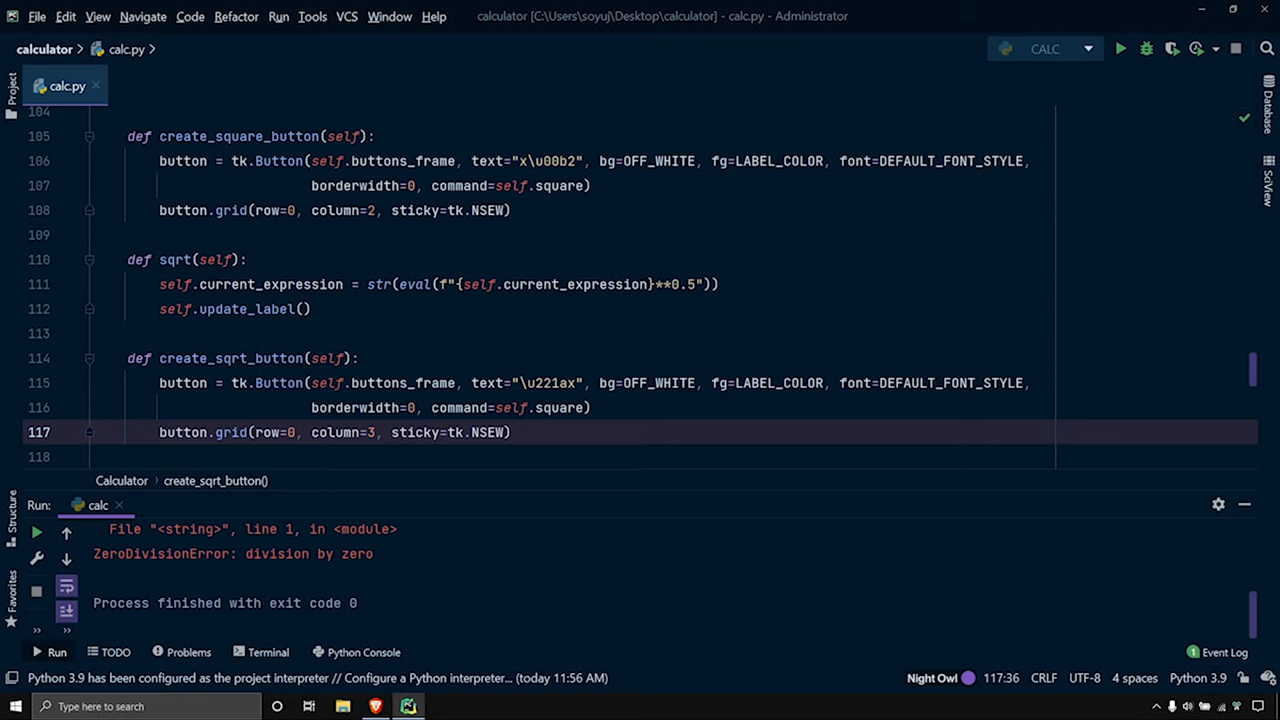 File Edit View Navigate Code Refactor Run Tools VCS Window Help calculator [C:\Users\soyuj\Desktop\calculator] - calc.py - Administrator
calculator calc.py CALC
Project calc.py Database
104
105 def create_square_button(self):
106 button = tk.Button(self.buttons_frame, text="x\u00b2", bg=OFF_WHITE, fg=LABEL_COLOR, font=DEFAULT_FONT_STYLE,
107 borderwidth=0, command=self.square)
108 button.grid(row=0, column=2, sticky=tk.NSEW)
109
110 def sqrt(self):
111 self.current_expression = str(eval(f"{self.current_expression}**0.5"))
112 self.update_label()
113
114 def create_sqrt_button(self):
115 button = tk.Button(self.buttons_frame, text="\u221ax", bg=OFF_WHITE, fg=LABEL_COLOR, font=DEFAULT_FONT_STYLE,
116 borderwidth=0, command=self.square)
117 button.grid(row=0, column=3, sticky=tk.NSEW)
118
SciView
Calculator create_sqrt_button()
Structure
Favorites
Run: calc
File "<string>", line 1, in <module>
ZeroDivisionError: division by zero
Process finished with exit code 0
» »
Run TODO Problems Terminal Python Console 1 Event Log
Python 3.9 has been configured as the project interpreter // Configure a Python interpreter... (today 11:56 AM) Night Owl 117:36 CRLF UTF-8 4 spaces Python 3.9
Type here to search